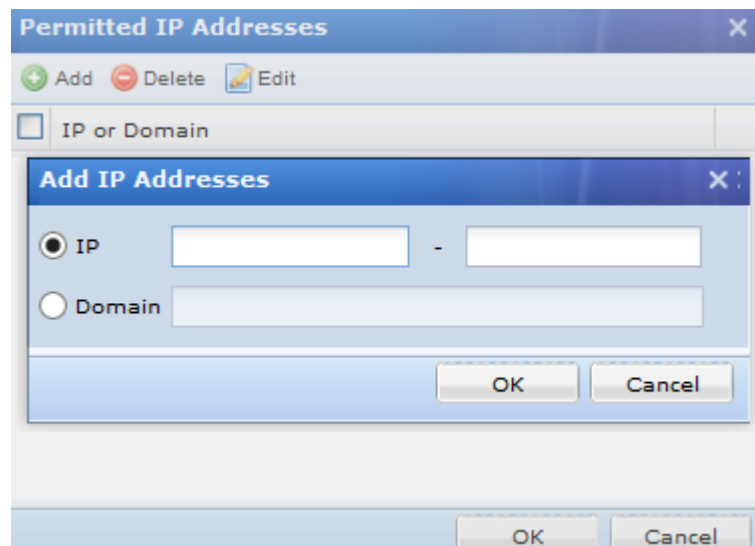 Permitted IP Addresses
Add Delete Edit
IP or Domain
Add IP Addresses
IP -
Domain
OK Cancel
OK Cancel